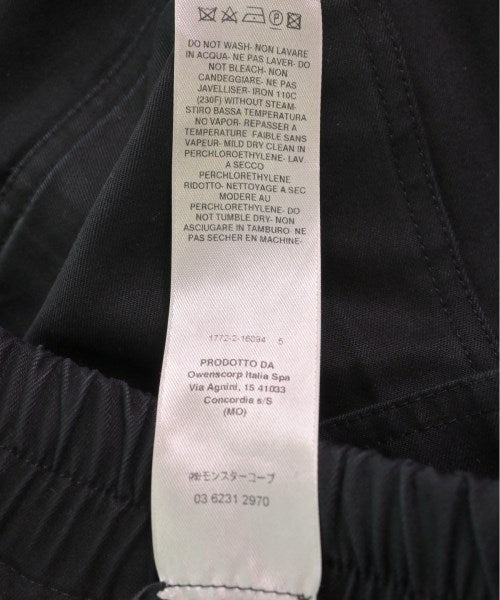 DO NOT WASH- NON LAVARE
IN ACQUA- NE PAS LAVER- DO
NOT BLEACH- NON
CANDEGGIARE- NE PAS
JAVELLISER- IRON 110C
(230F) WITHOUT STEAM-
STIRO BASSA TEMPERATURA
NO VAPOR- REPASSER A
TEMPERATURE FAIBLE SANS
VAPEUR- MILD DRY CLEAN IN
PERCHLOROETHYLENE- LAV.
A SECCO
PERCHLOROETHYLENE
RIDOTTO- NETTOYAGE A SEC
MODERE AU
PERCHLOROETHYLENE- DO
NOT TUMBLE DRY- NON
ASCIUGARE IN TAMBURO- NE
PAS SECHER EN MACHINE-
1772-2-16094 5
PRODOTTO DA
Owenscorp Italia Spa
Via Agnini, 15 41033
Concordia s/S
(MO)
㈱モンスターコープ
03 6231 2970